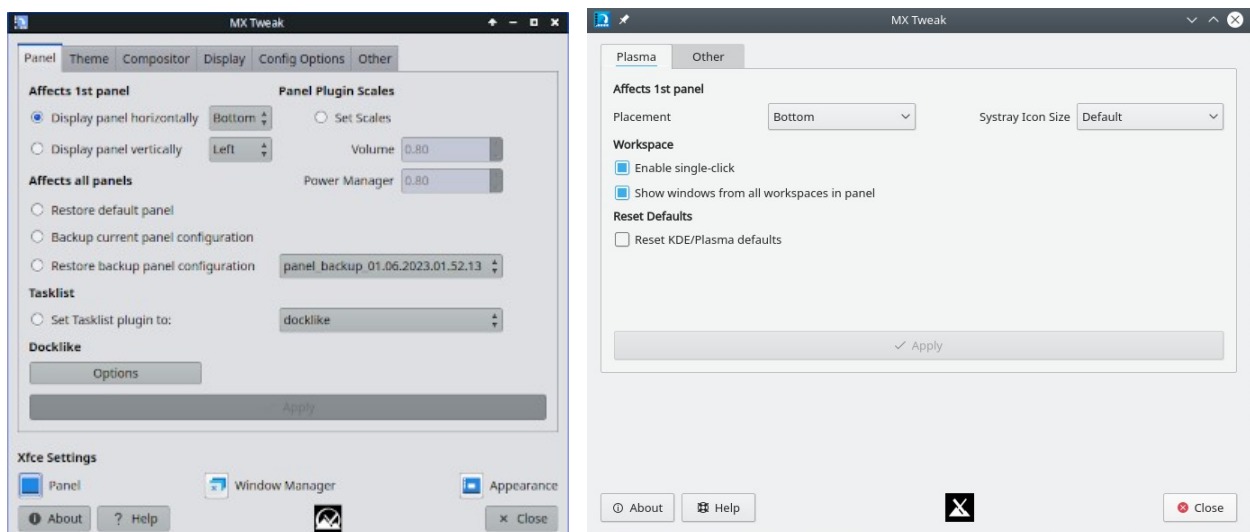 MX Tweak
Panel Theme Compositor Display Config Options Other
Affects 1st panel Panel Plugin Scales
Display panel horizontally Bottom Set Scales
Display panel vertically Left Volume 0.80
Affects all panels Power Manager 0.80
Restore default panel
Backup current panel configuration
Restore backup panel configuration panel_backup_01.06.2023.01.52.13
Tasklist
Set Tasklist plugin to: docklike
Docklike
Options
Apply
Xfce Settings
Panel Window Manager Appearance
About ? Help Close
MX Tweak
Plasma Other
Affects 1st panel
Placement Bottom Systray Icon Size Default
Workspace
Enable single-click
Show windows from all workspaces in panel
Reset Defaults
Reset KDE/Plasma defaults
Apply
About Help Close